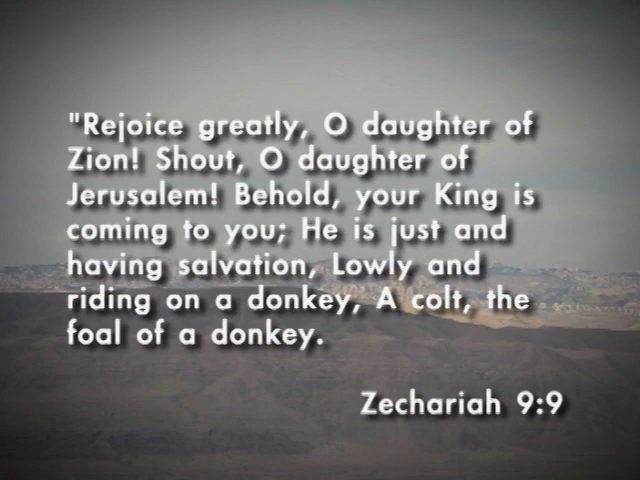 "Rejoice greatly, O daughter of
Zion! Shout, O daughter of
Jerusalem! Behold, your King is
coming to you; He is just and
having salvation, Lowly and
riding on a donkey, A colt, the
foal of a donkey.
Zechariah 9:9